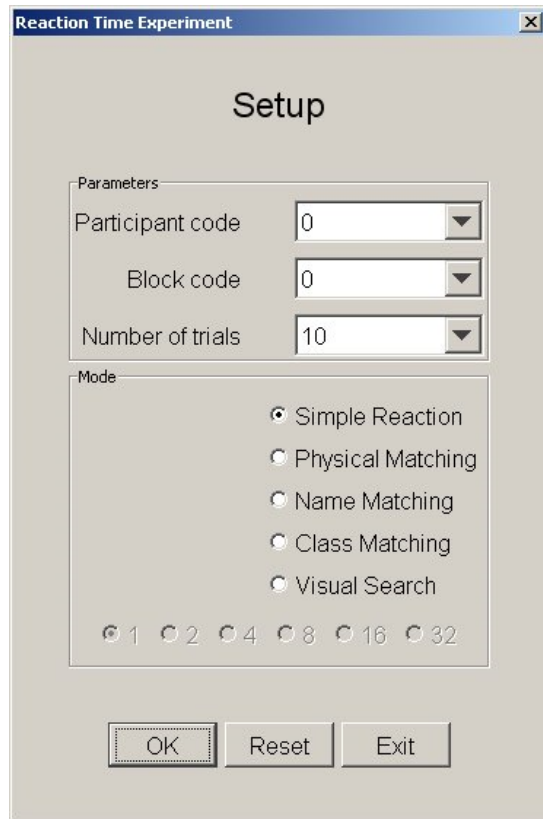 Reaction Time Experiment
Setup
Parameters
Participant code 0
Block code 0
Number of trials 10
Mode
Simple Reaction
Physical Matching
Name Matching
Class Matching
Visual Search
1 2 4 8 16 32
OK Reset Exit